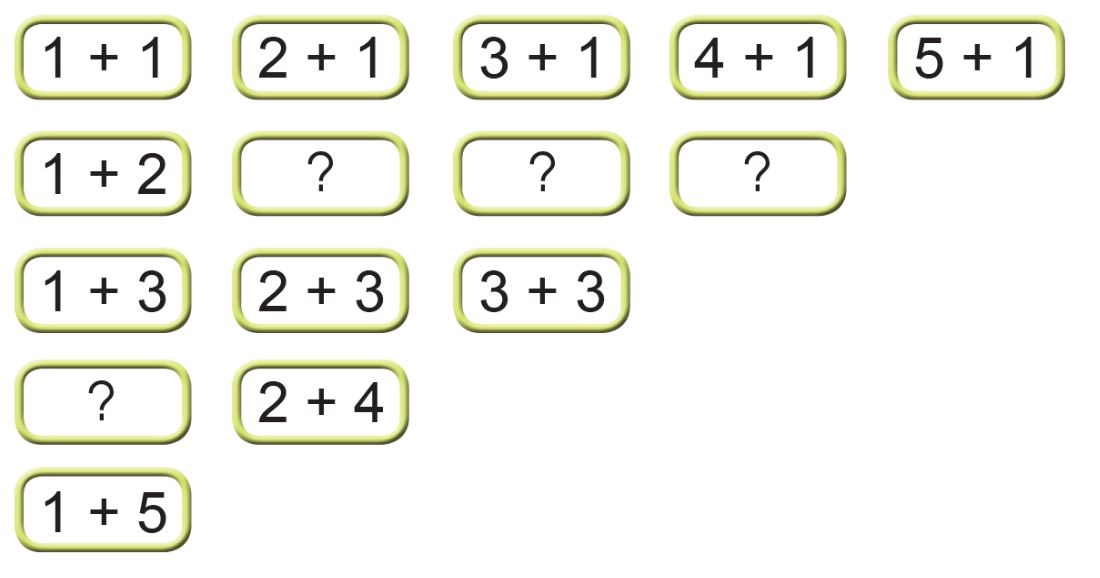 1 + 1 2 + 1 3 + 1 4 + 1 5 + 1
1 + 2 ? ? ?
1 + 3 2 + 3 3 + 3
? 2 + 4
1 + 5